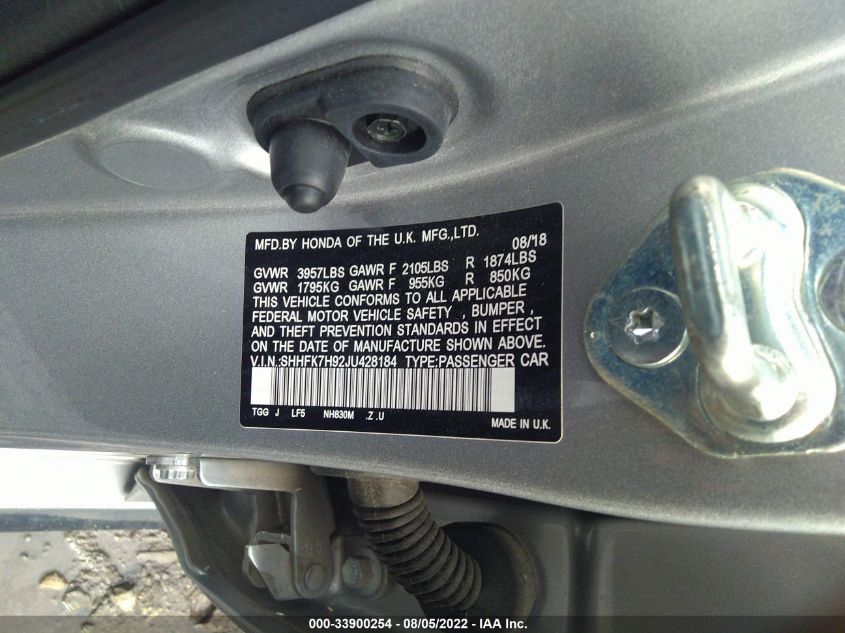 MFD.BY HONDA OF THE U.K. MFG.,LTD. 08/18
GVWR 3957LBS GAWR F 2105LBS R 1874LBS
GVWR 1795KG GAWR F 955KG R 850KG
THIS VEHICLE CONFORMS TO ALL APPLICABLE
FEDERAL MOTOR VEHICLE SAFETY , BUMPER ,
AND THEFT PREVENTION STANDARDS IN EFFECT
ON THE DATE OF MANUFACTURE SHOWN ABOVE.
V.I.N.:SHHFK7H92JU428184 TYPE:PASSENGER CAR
TGG J LF5 NH830M .Z .U
MADE IN U.K.
000-33900254 - 08/05/2022 - IAA Inc.